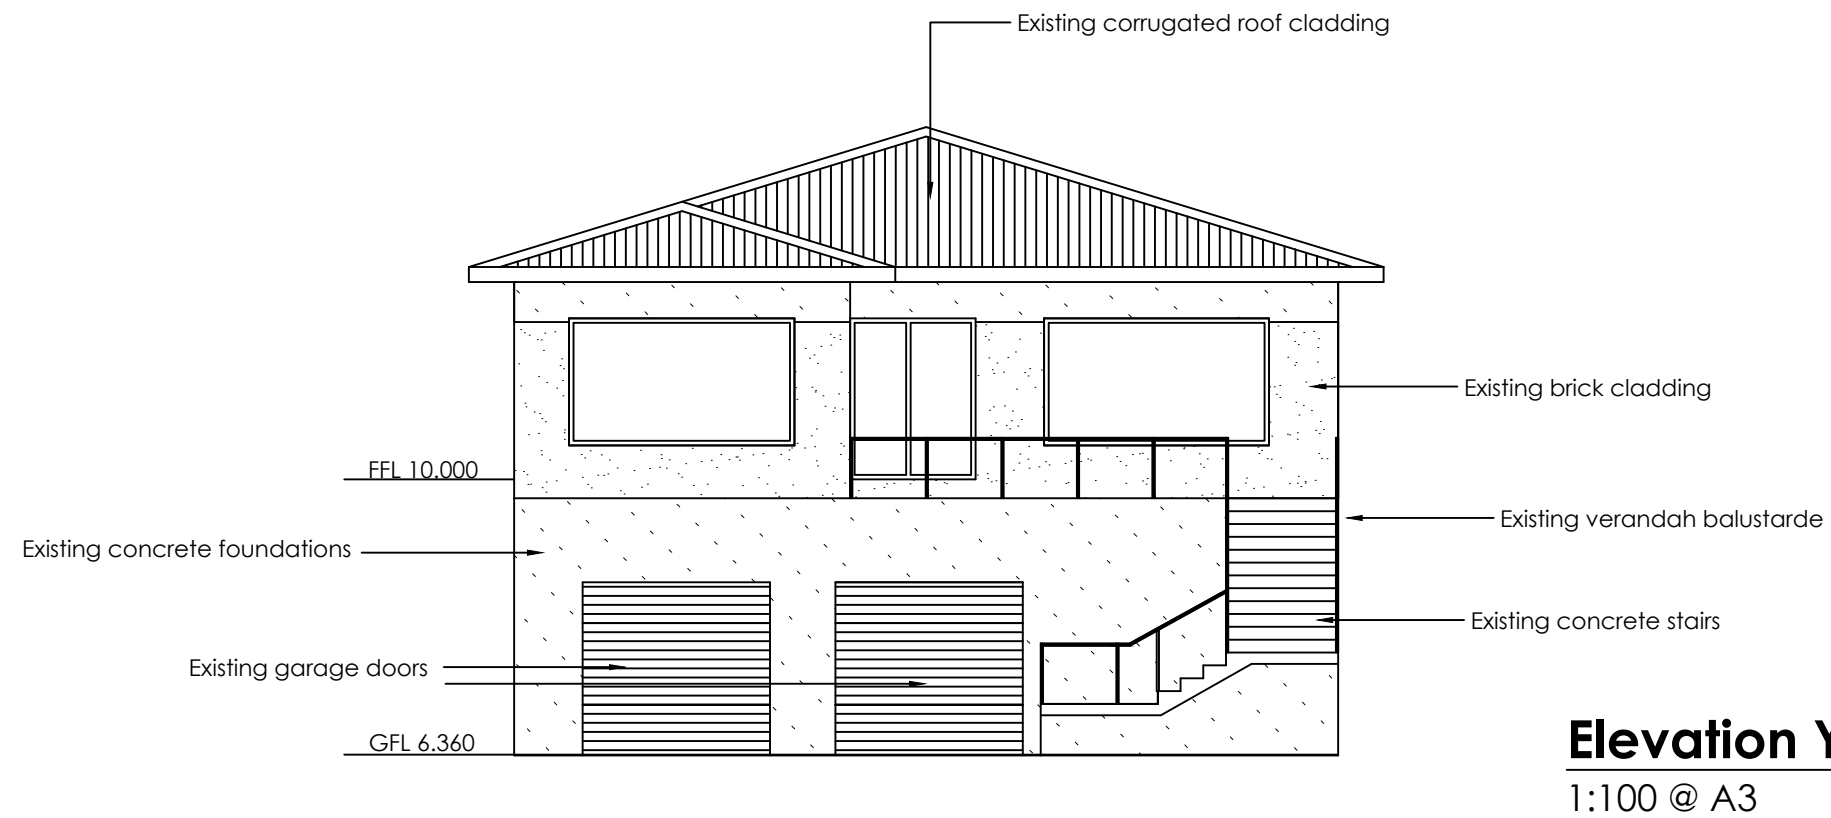 Existing corrugated roof cladding
Existing brick cladding
FFL 10.000
Existing verandah balustarde
Existing concrete foundations
Existing concrete stairs
Existing garage doors
GFL 6.360
Elevation Y
1:100 @ A3